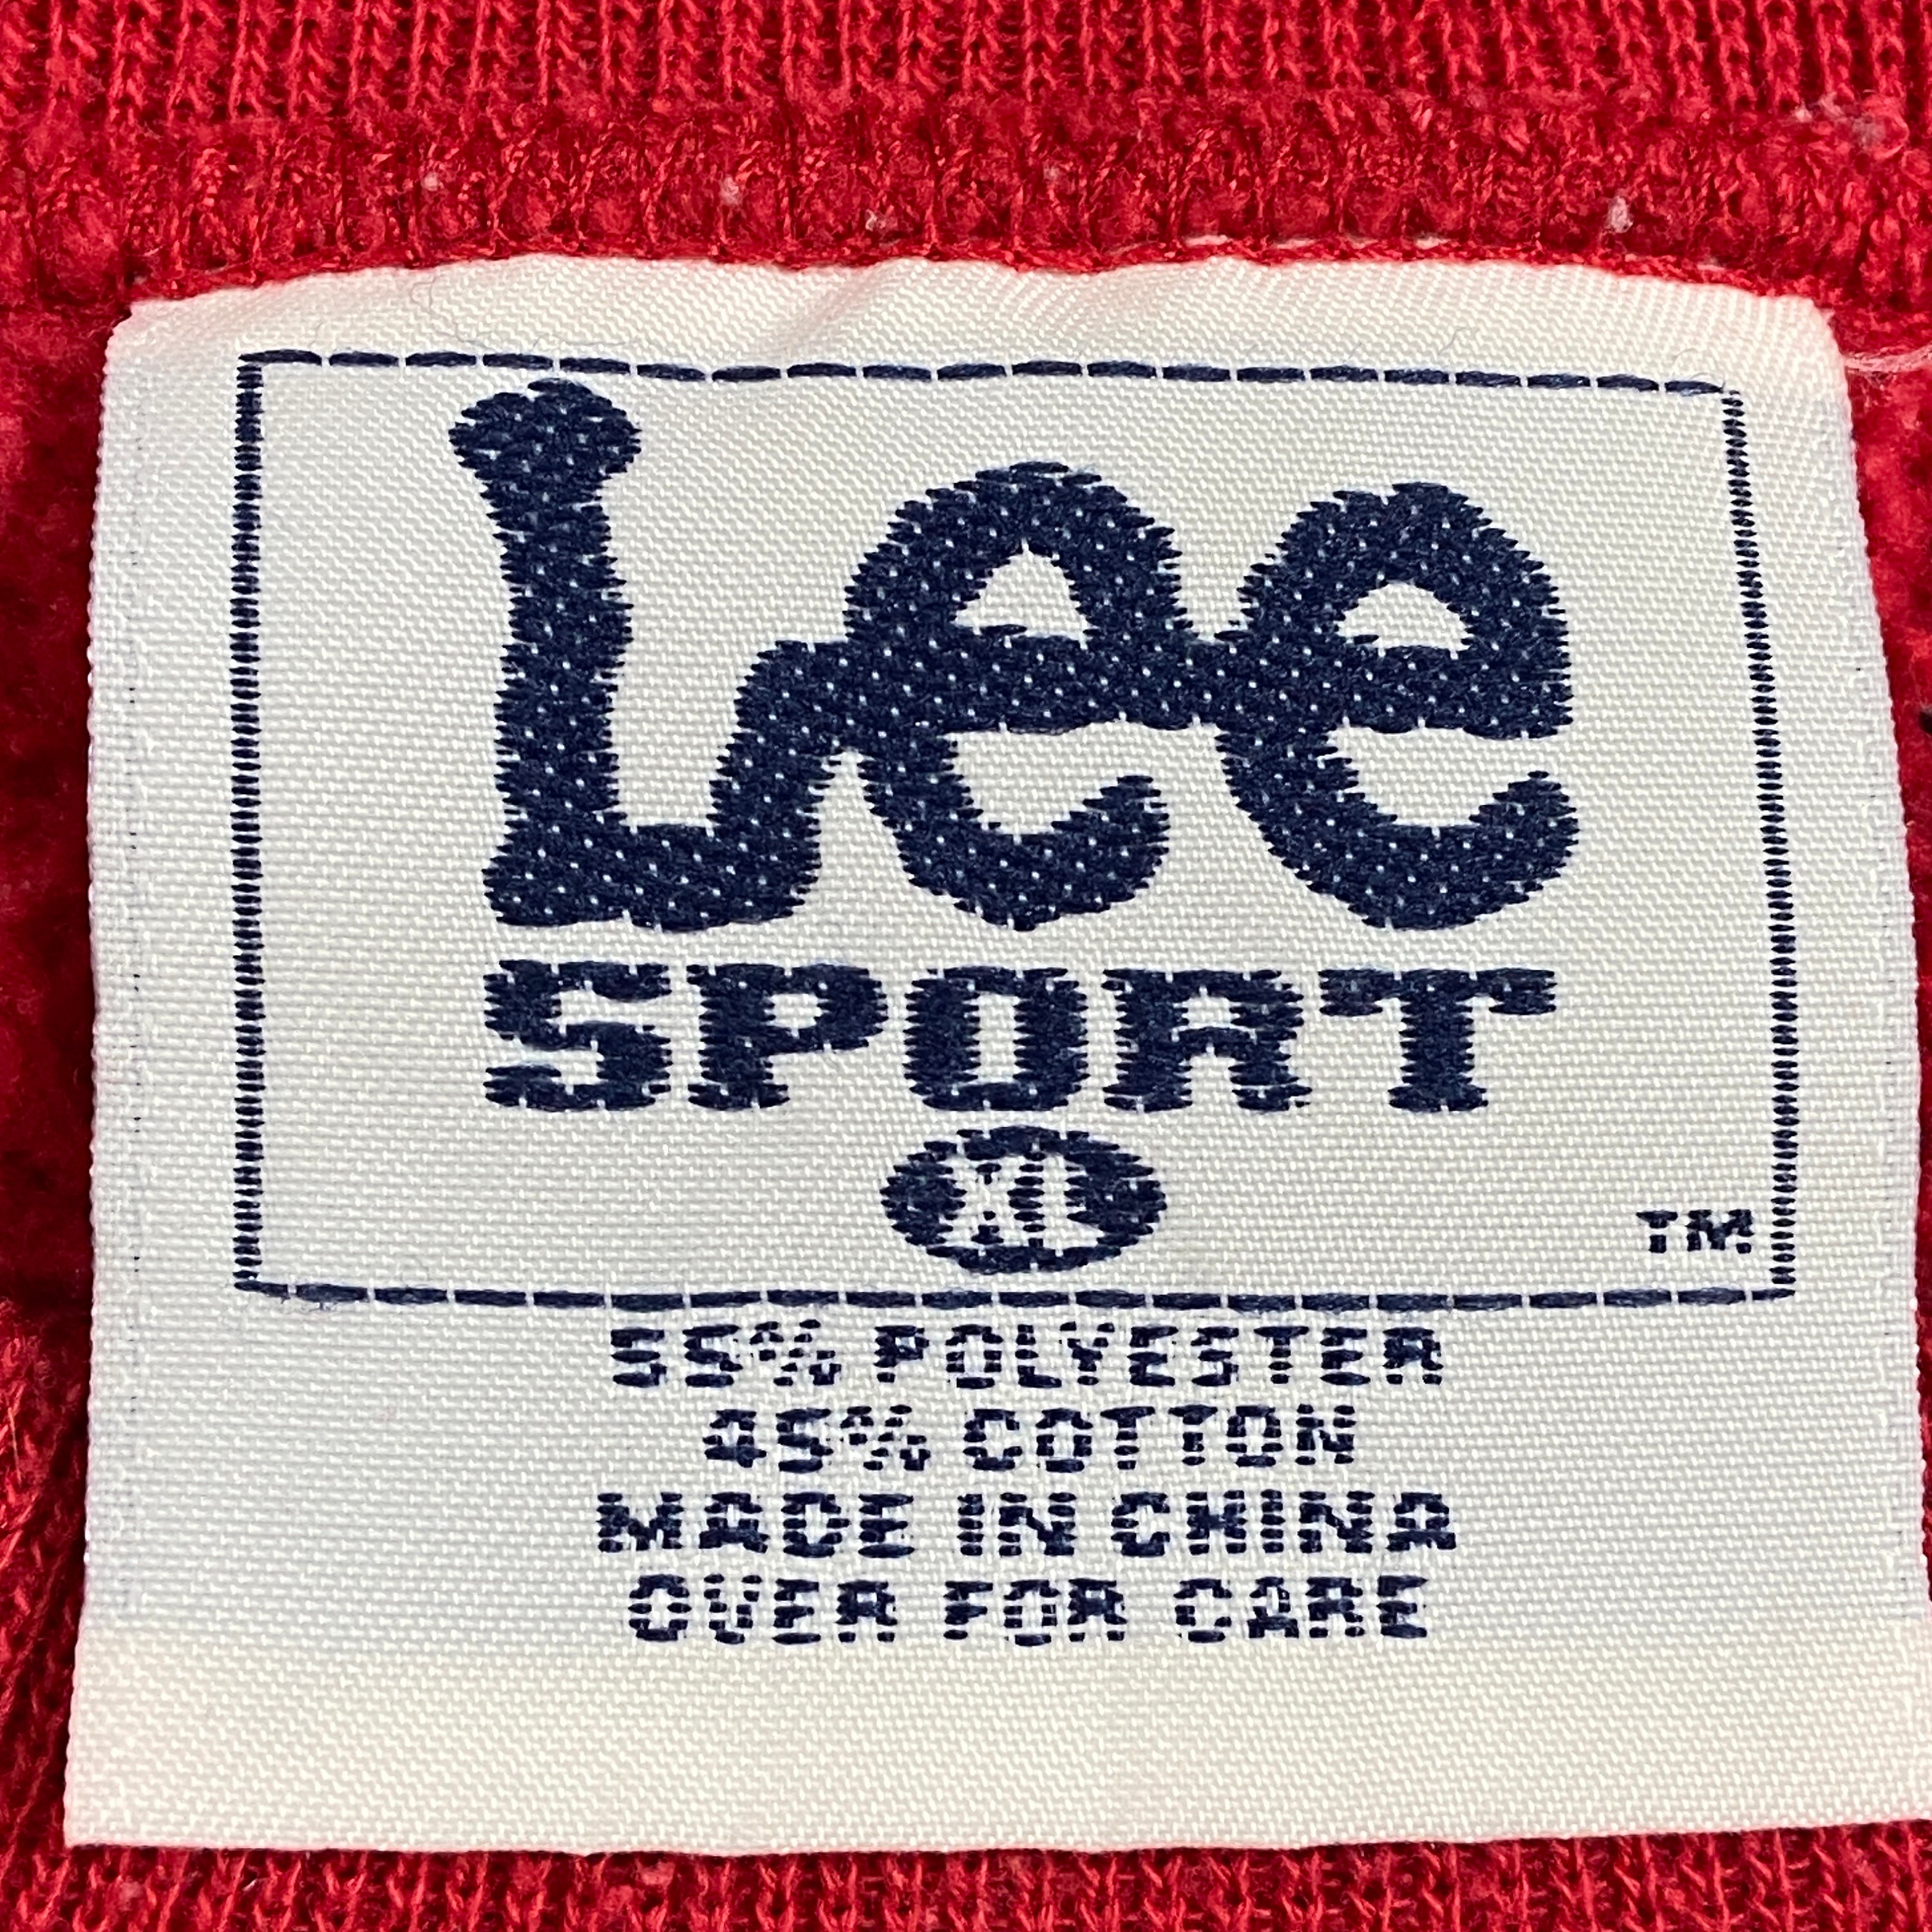 Lee
SPORT
XL
TM
55% POLYESTER
45% COTTON
MADE IN CHINA
OVER FOR CARE